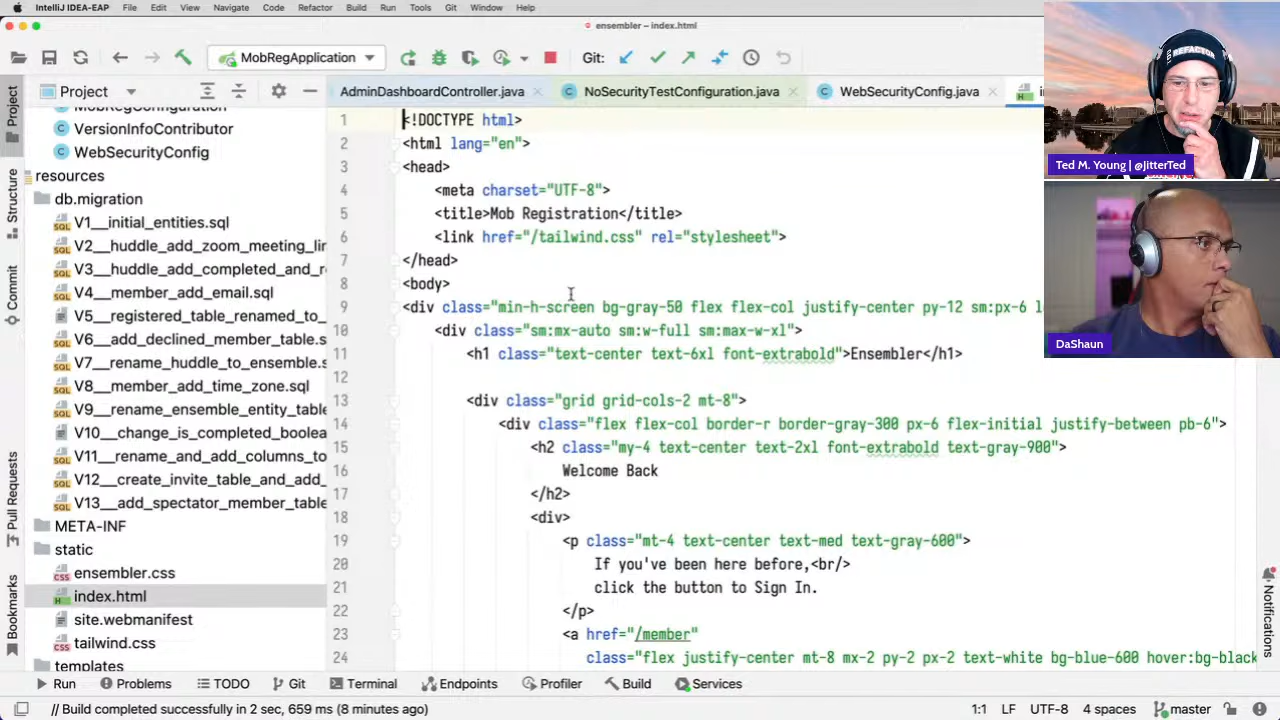 IntelliJ IDEA-EAP File Edit View Navigate Code Refactor Build Run Tools Git Window Help
ensembler – index.html
MobRegApplication Git:
Project AdminDashboardController.java NoSecurityTestConfiguration.java WebSecurityConfig.java
MobRegConfiguration
VersionInfoContributor
WebSecurityConfig
resources
db.migration
V1__initial_entities.sql
V2__huddle_add_zoom_meeting_lin
V3__huddle_add_completed_and_r
V4__member_add_email.sql
V5__registered_table_renamed_to_
V6__add_declined_member_table.s
V7__rename_huddle_to_ensemble.s
V8__member_add_time_zone.sql
V9__rename_ensemble_entity_table
V10__change_is_completed_boolea
V11__rename_and_add_columns_to
V12__create_invite_table_and_add_
V13__add_spectator_member_table
META-INF
static
ensembler.css
index.html
site.webmanifest
tailwind.css
templates
1 <!DOCTYPE html>
2 <html lang="en">
3 <head>
4 <meta charset="UTF-8">
5 <title>Mob Registration</title>
6 <link href="/tailwind.css" rel="stylesheet">
7 </head>
8 <body>
9 <div class="min-h-screen bg-gray-50 flex flex-col justify-center py-12 sm:px-6 l
10 <div class="sm:mx-auto sm:w-full sm:max-w-xl">
11 <h1 class="text-center text-6xl font-extrabold">Ensembler</h1>
12
13 <div class="grid grid-cols-2 mt-8">
14 <div class="flex flex-col border-r border-gray-300 px-6 flex-initial justify-between pb-6">
15 <h2 class="my-4 text-center text-2xl font-extrabold text-gray-900">
16 Welcome Back
17 </h2>
18 <div>
19 <p class="mt-4 text-center text-med text-gray-600">
20 If you've been here before,<br/>
21 click the button to Sign In.
22 </p>
23 <a href="/member"
24 class="flex justify-center mt-8 mx-2 py-2 px-2 text-white bg-blue-600 hover:bg-black
Project
Structure
Commit
Pull Requests
Bookmarks
Notifications
REFACTOR
Ted M. Young | @JitterTed
DaShaun
Run Problems TODO Git Terminal Endpoints Profiler Build Services
// Build completed successfully in 2 sec, 659 ms (8 minutes ago) 1:1 LF UTF-8 4 spaces master